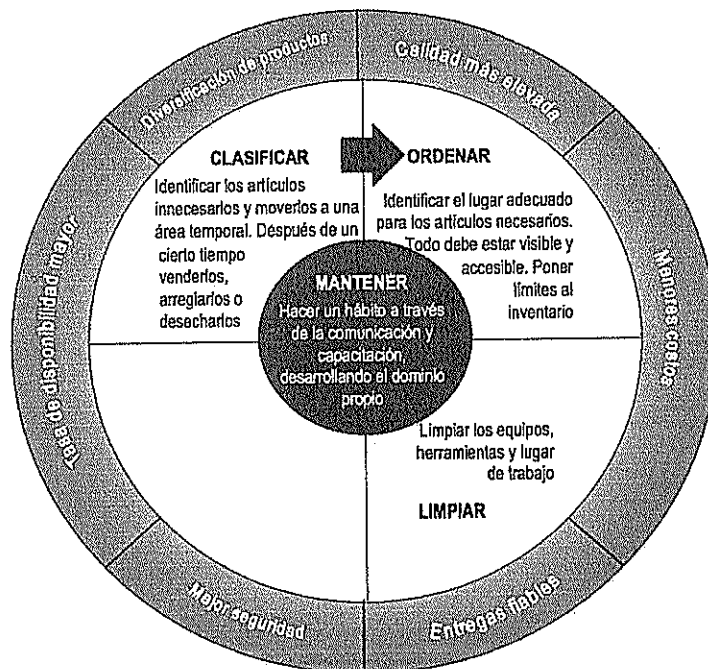 Diversificación de productos
Calidad más elevada
Menores costos
Entregas fiables
Mejor seguridad
Tasa de disponibilidad mayor
CLASIFICAR
Identificar los artículos
innecesarios y moverlos a una
área temporal. Después de un
cierto tiempo
venderlos,
arreglarlos o
desecharlos
ORDENAR
Identificar el lugar adecuado
para los artículos necesarios.
Todo debe estar visible y
accesible. Poner
límites al
inventario
MANTENER
Hacer un hábito a través
de la comunicación y
capacitación,
desarrollando el dominio
propio
Limpiar los equipos,
herramientas y lugar
de trabajo
LIMPIAR